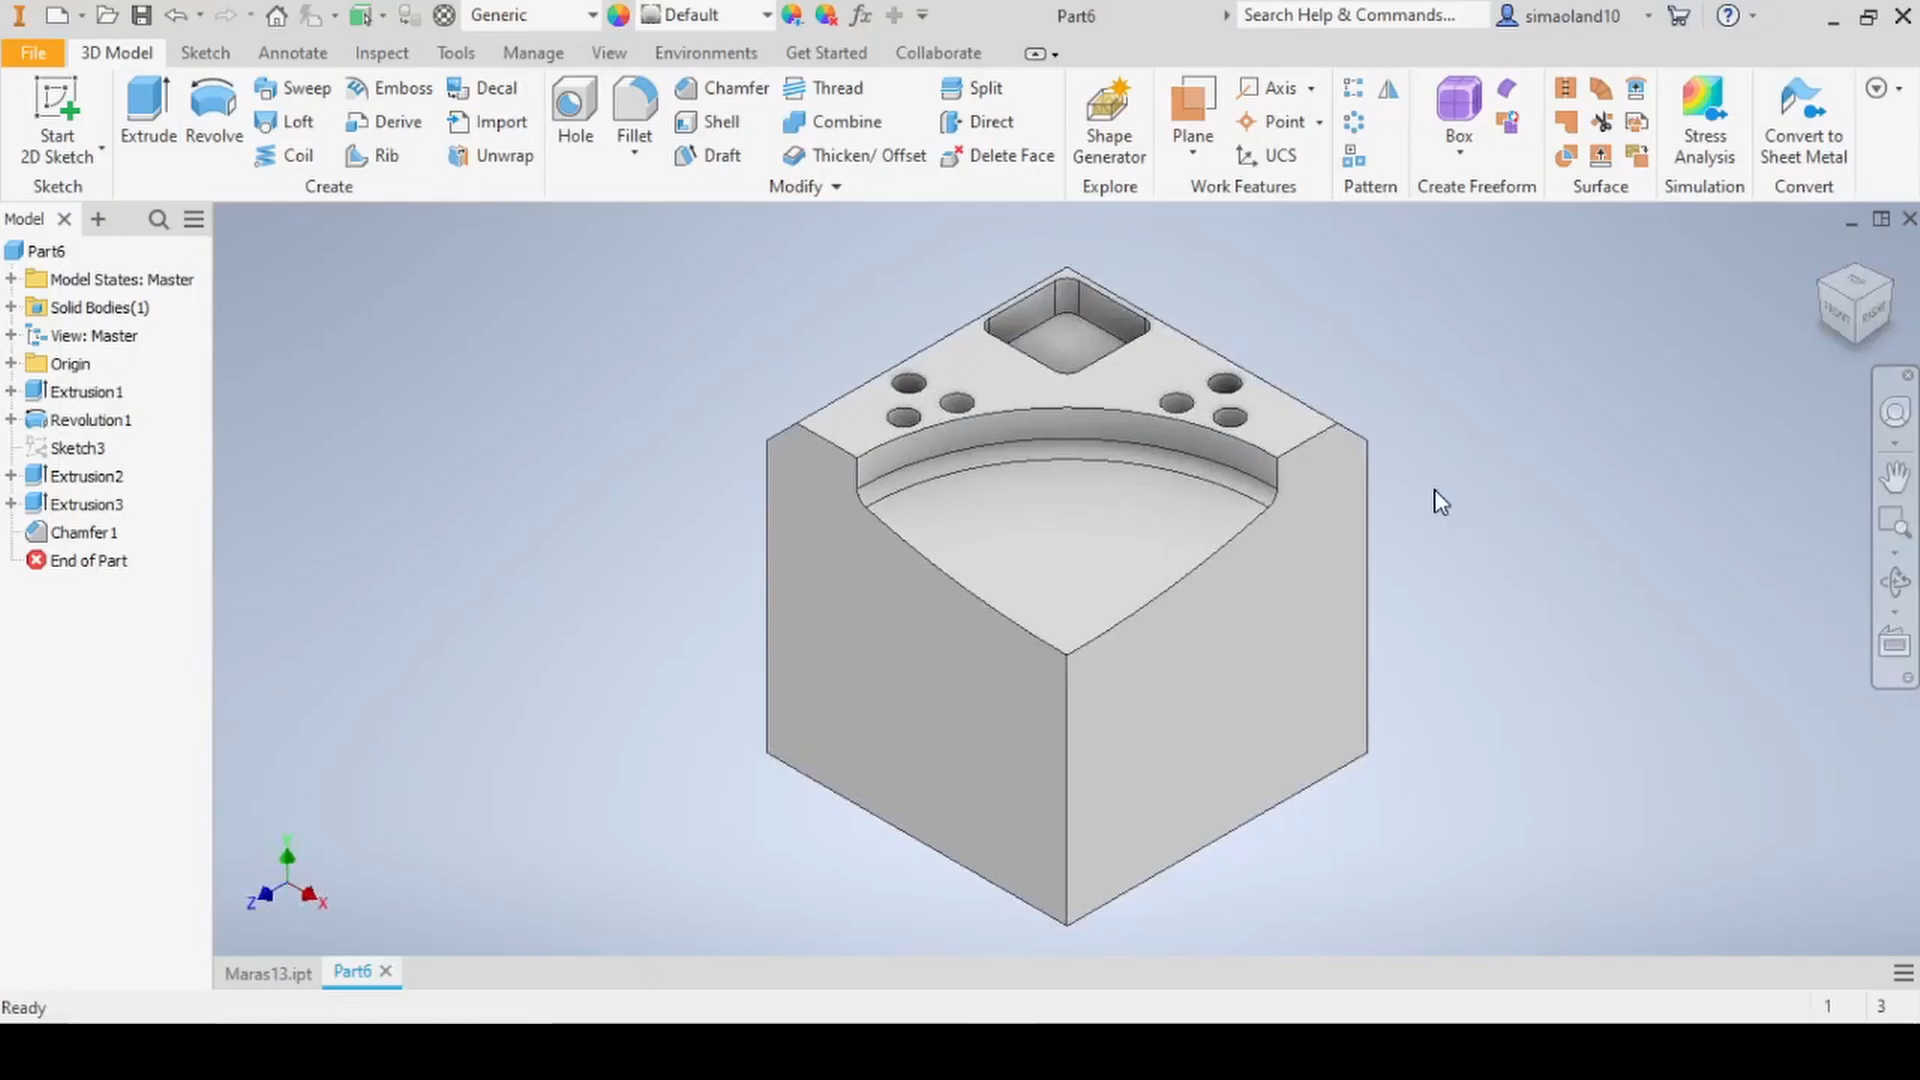 Generic Default Part6 Search Help & Commands... simaoland10
File 3D Model Sketch Annotate Inspect Tools Manage View Environments Get Started Collaborate
Start 2D Sketch
Extrude
Revolve
Sweep
Loft
Coil
Emboss
Derive
Rib
Decal
Import
Unwrap
Hole
Fillet
Chamfer
Shell
Draft
Thread
Combine
Thicken/ Offset
Split
Direct
Delete Face
Shape Generator
Plane
Axis
Point
UCS
Box
Stress Analysis
Convert to Sheet Metal
Sketch Create Modify Explore Work Features Pattern Create Freeform Surface Simulation Convert
Model
Part6
Model States: Master
Solid Bodies(1)
View: Master
Origin
Extrusion1
Revolution1
Sketch3
Extrusion2
Extrusion3
Chamfer1
End of Part
FRONT RIGHT
Y
Z X
Maras13.ipt Part6
Ready 1 3